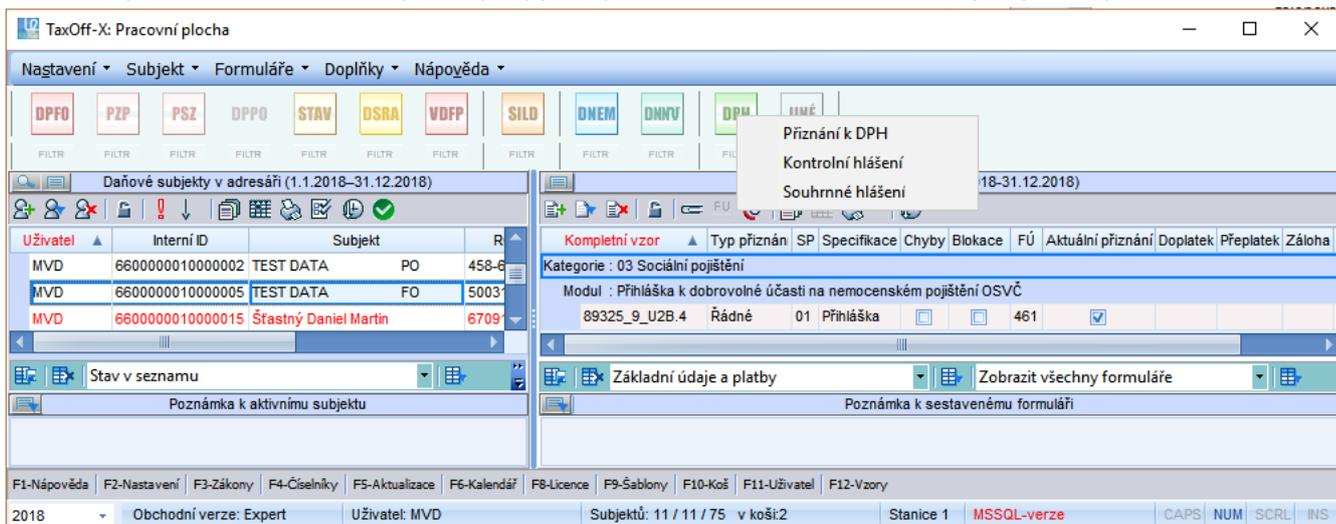 TaxOff-X: Pracovní plocha
Nastavení Subjekt Formuláře Doplňky Nápověda
DPFO PZP PSZ DPPO STAV DSRA VDFP SILD DNEM DNNV DPH
FILTR FILTR FILTR FILTR FILTR FILTR FILTR FILTR FILTR FILTR
Přiznání k DPH
Kontrolní hlášení
Souhrnné hlášení
Daňové subjekty v adresáři (1.1.2018–31.12.2018)
18-31.12.2018)
FU
Uživatel Interní ID Subjekt R
MVD 6600000010000002 TEST DATA PO 458-6
MVD 6600000010000005 TEST DATA FO 5003
MVD 6600000010000015 Šťastný Daniel Martin 6709
Kompletní vzor Typ přiznán SP Specifikace Chyby Blokace FÚ Aktuální přiznání Doplatek Přeplatek Záloha
Kategorie : 03 Sociální pojištění
Modul : Přihláška k dobrovolné účasti na nemocenském pojištění OSVČ
89325_9_U2B.4 Řádné 01 Přihláška 461
Stav v seznamu
Základní údaje a platby Zobrazit všechny formuláře
Poznámka k aktivnímu subjektu
Poznámka k sestavenému formuláři
F1-Nápověda F2-Nastavení F3-Zákony F4-Číselníky F5-Aktualizace F6-Kalendář F8-Licence F9-Šablony F10-Koš F11-Uživatel F12-Vzory
2018 Obchodní verze: Expert Uživatel: MVD Subjektů: 11 / 11 / 75 v koši:2 Stanice 1 MSSQL-verze CAPS NUM SCRL INS